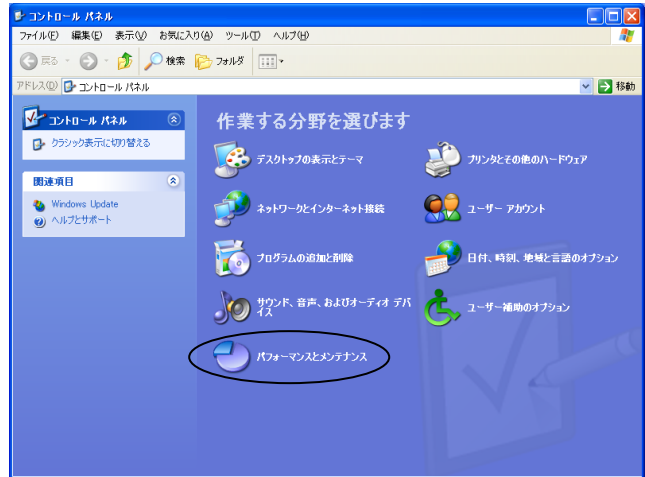 コントロール パネル
ファイル(F) 編集(E) 表示(V) お気に入り(A) ツール(T) ヘルプ(H)
戻る 検索 フォルダ
アドレス(D) コントロール パネル 移動
コントロール パネル
クラシック表示に切り替える
関連項目
Windows Update
ヘルプとサポート
作業する分野を選びます
デスクトップの表示とテーマ
プリンタとその他のハードウェア
ネットワークとインターネット接続
ユーザー アカウント
プログラムの追加と削除
日付、時刻、地域と言語のオプション
サウンド、音声、およびオーディオ デバ
イス
ユーザー補助のオプション
パフォーマンスとメンテナンス